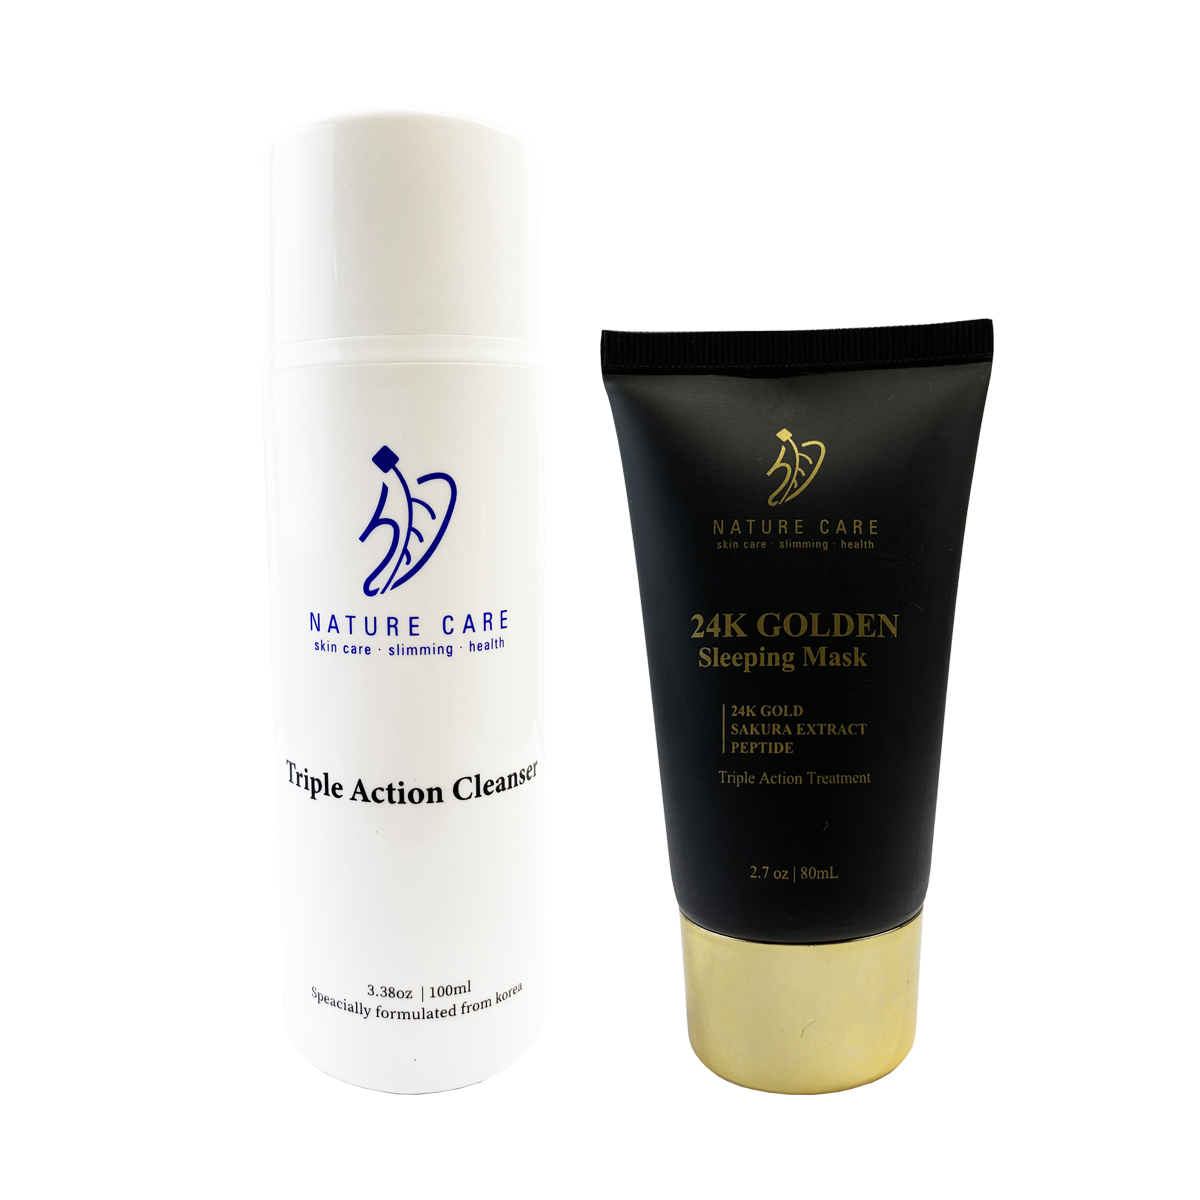 NATURE CARE
skin care · slimming · health
Triple Action Cleanser
3.38oz | 100ml
Speacially formulated from korea
NATURE CARE
skin care · slimming · health
24K GOLDEN
Sleeping Mask
24K GOLD
SAKURA EXTRACT
PEPTIDE
Triple Action Treatment
2.7 oz | 80mL